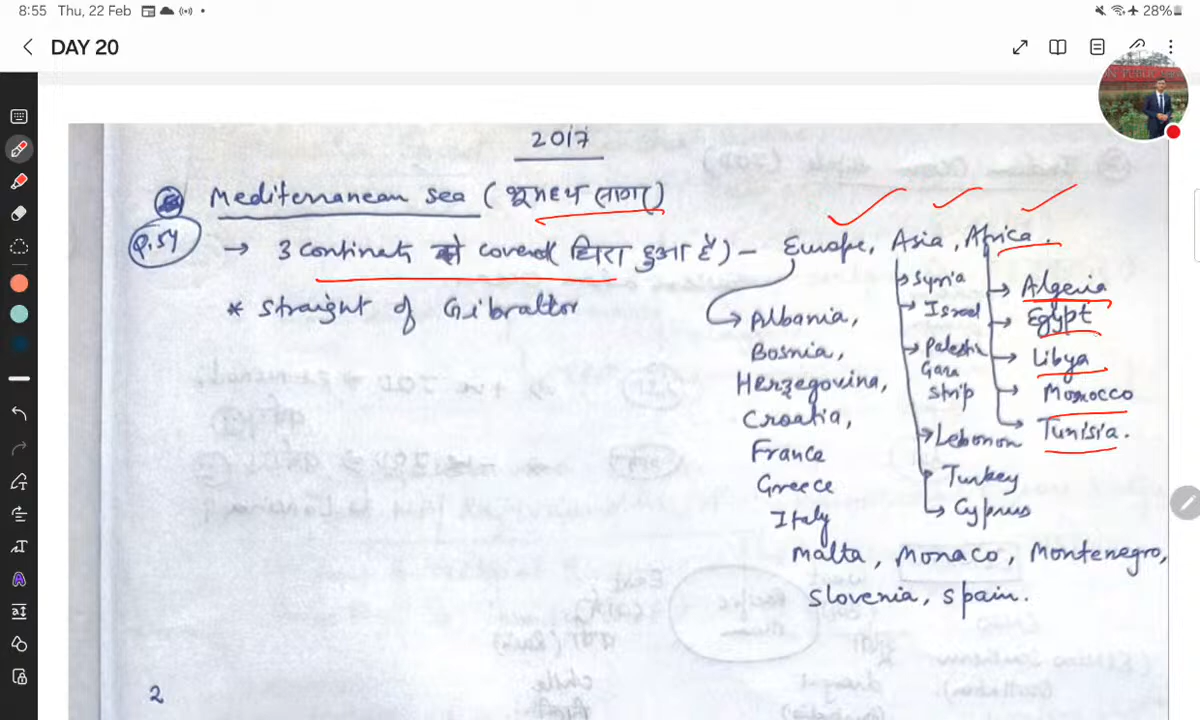 8:55 Thu, 22 Feb 28%
DAY 20
2017
Mediterranean Sea (भूमध्य सागर)
Q.54
→ 3 continents को covered घिरा हुआ है) - Europe, Asia, Africa.
* Straight of Gibraltor
→ Albania,
Bosnia,
Herzegovina,
Croatia,
France
Greece
Italy
Malta, Monaco, Montenegro,
Slovenia, Spain.
→ Syria
→ Israel
→ Palestin
Gaza
Strip
→ Lebonon
→ Turkey
→ Cyprus
→ Algeria
→ Egypt
→ Libya
→ Morocco
→ Tunisia.
2